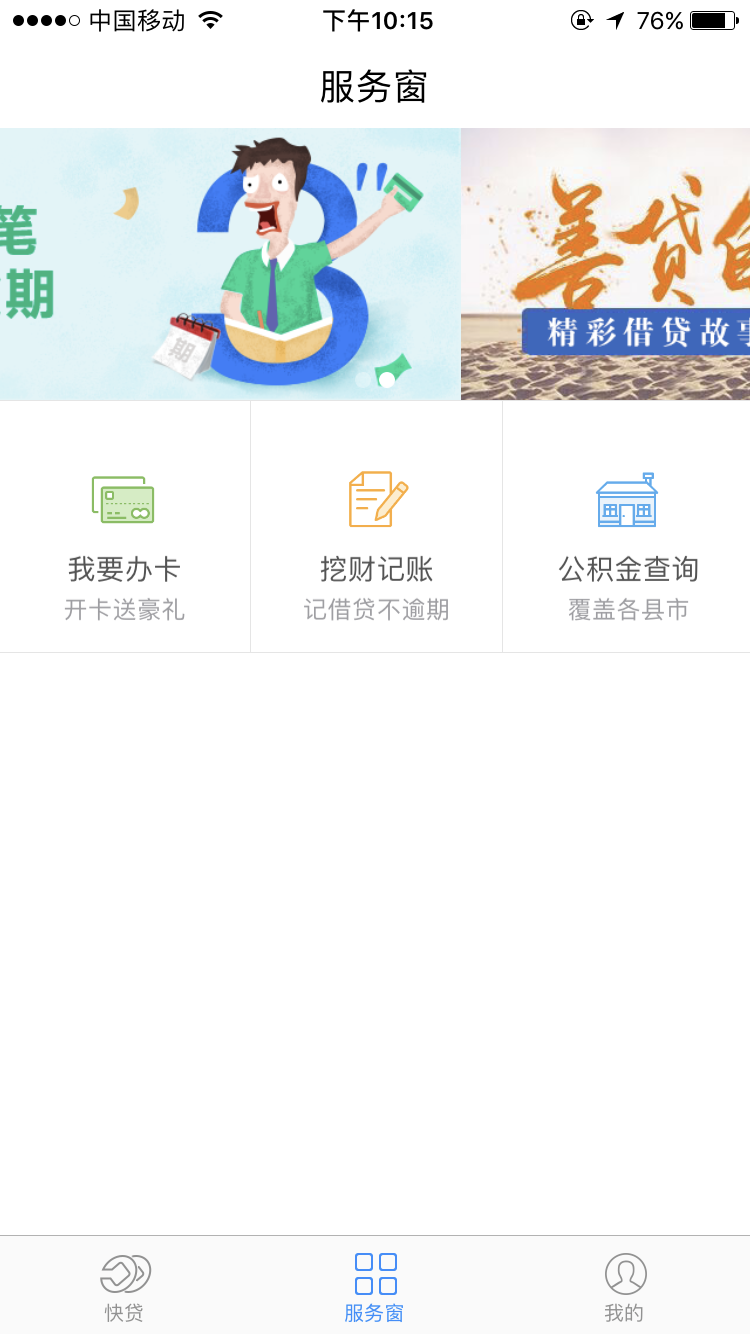 中国移动 下午10:15 76%
服务窗
笔
期
3"
期
善贷
精彩借贷故事
我要办卡 挖财记账 公积金查询
开卡送豪礼 记借贷不逾期 覆盖各县市
快贷 服务窗 我的